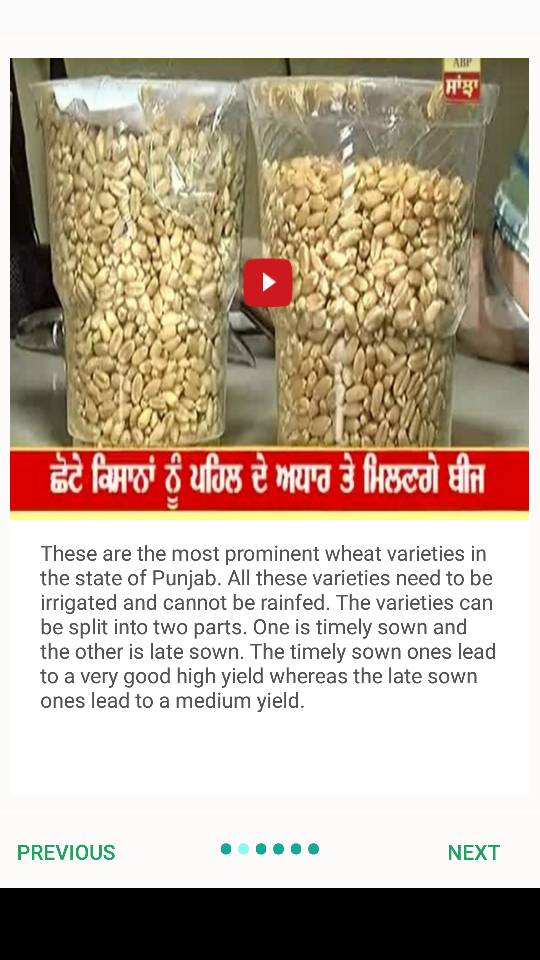 ABP
ਸਾਂਝਾ
ਛੋਟੇ ਕਿਸਾਨਾਂ ਨੂੰ ਪਹਿਲ ਦੇ ਅਧਾਰ ਤੇ ਮਿਲਣਗੇ ਬੀਜ
These are the most prominent wheat varieties in
the state of Punjab. All these varieties need to be
irrigated and cannot be rainfed. The varieties can
be split into two parts. One is timely sown and
the other is late sown. The timely sown ones lead
to a very good high yield whereas the late sown
ones lead to a medium yield.
PREVIOUS
NEXT